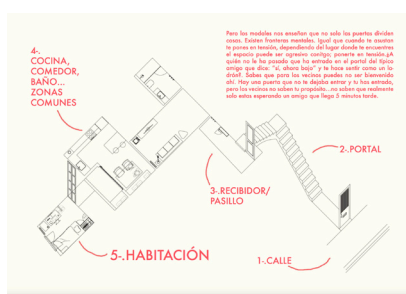 Pero los modales nos enseñan que no solo las puertas dividen
cosas. Existen fronteras mentales. Igual que cuando te asustan
te pones en tensión, dependiendo del lugar donde te encuentres
el espacio puede ser agresivo contigo, ponerte en tensión.¿A
quién no le ha pasado que ha entrado en el portal del típico
amigo que dice: "sí, ahora bajo" y te hace sentir como un la-
drón?. Sabes que para los vecinos puedes no ser bienvenido
ahí. Hay una puerta que no te dejaba entrar y tu has entrado,
pero los vecinos no saben tu propósito,...no saben que realmente
solo estas esperando un amigo que llega 5 minutos tarde.
4-.
COCINA,
COMEDOR,
BAÑO...
ZONAS
COMUNES
2-.PORTAL
3-.RECIBIDOR/
PASILLO
5-.HABITACIÓN
1-.CALLE